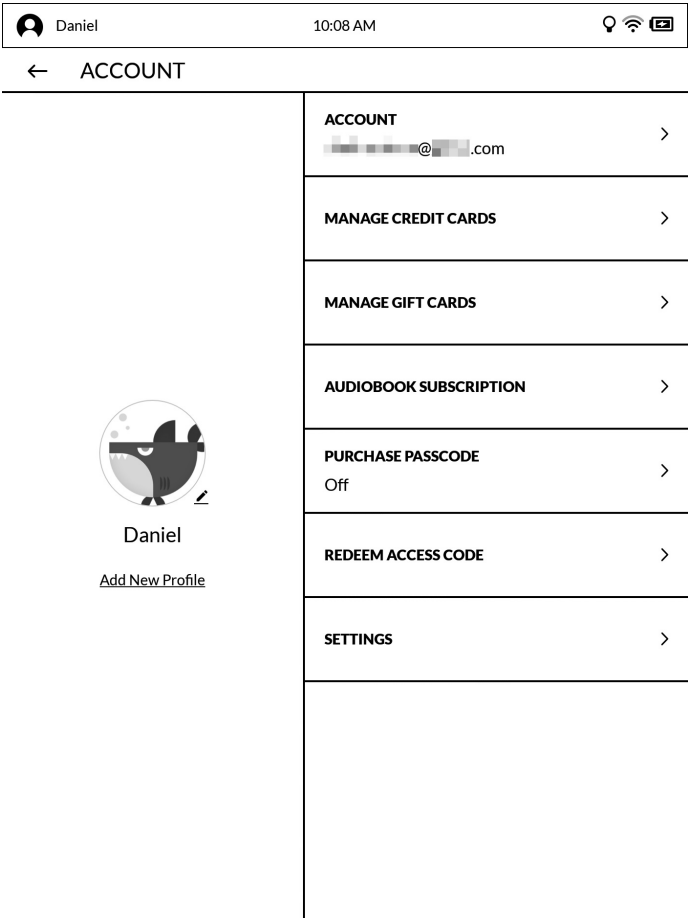 Daniel
10:08 AM
ACCOUNT
ACCOUNT
@ .com
MANAGE CREDIT CARDS
MANAGE GIFT CARDS
AUDIOBOOK SUBSCRIPTION
PURCHASE PASSCODE
Off
REDEEM ACCESS CODE
SETTINGS
Daniel
Add New Profile